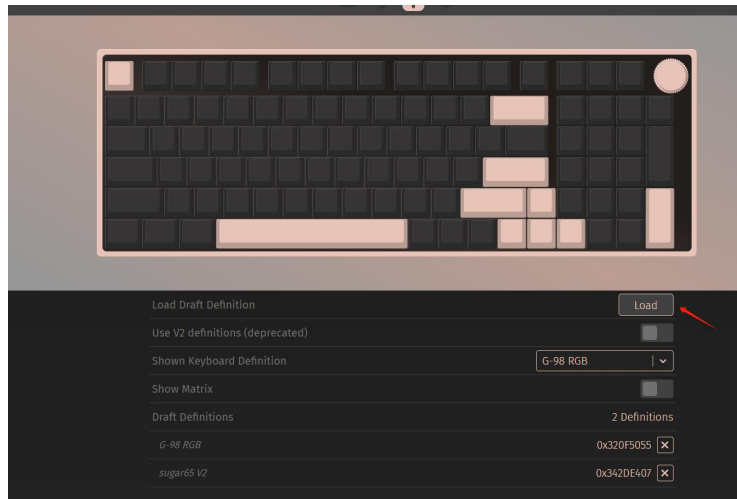 Load Draft Definition
Load
Use V2 definitions (deprecated)
Shown Keyboard Definition
G-98 RGB
Show Matrix
Draft Definitions
2 Definitions
G-98 RGB
0x320F5055
sugar65 V2
0x342DE407